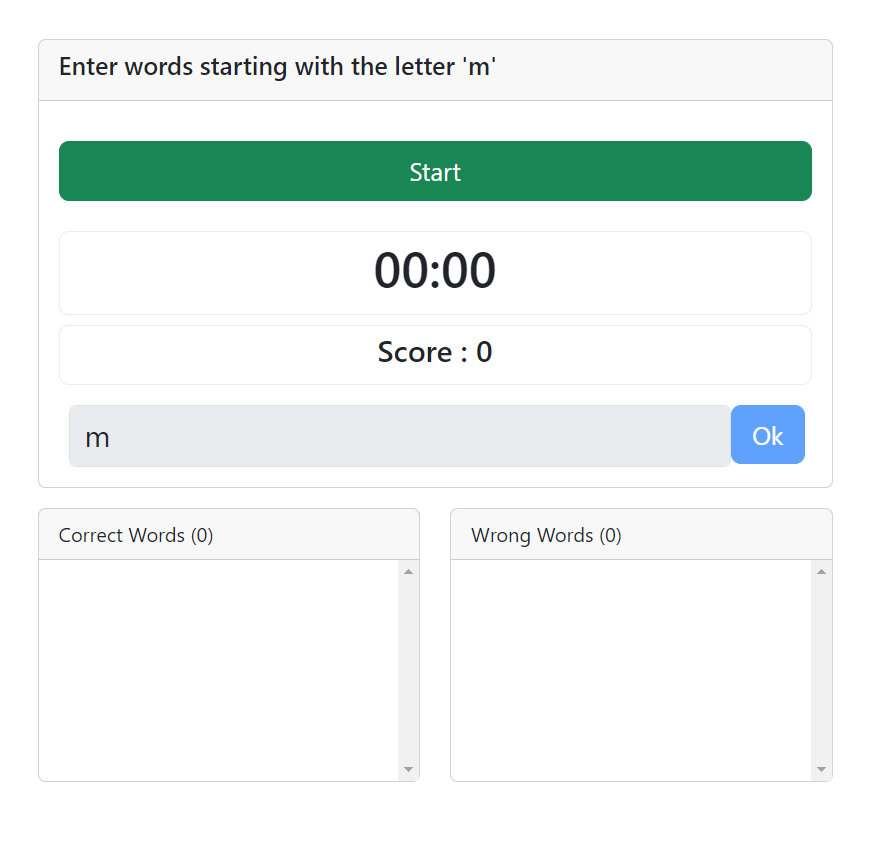 Enter words starting with the letter 'm'
Start
00:00
Score : 0
m
Ok
Correct Words (0)
Wrong Words (0)